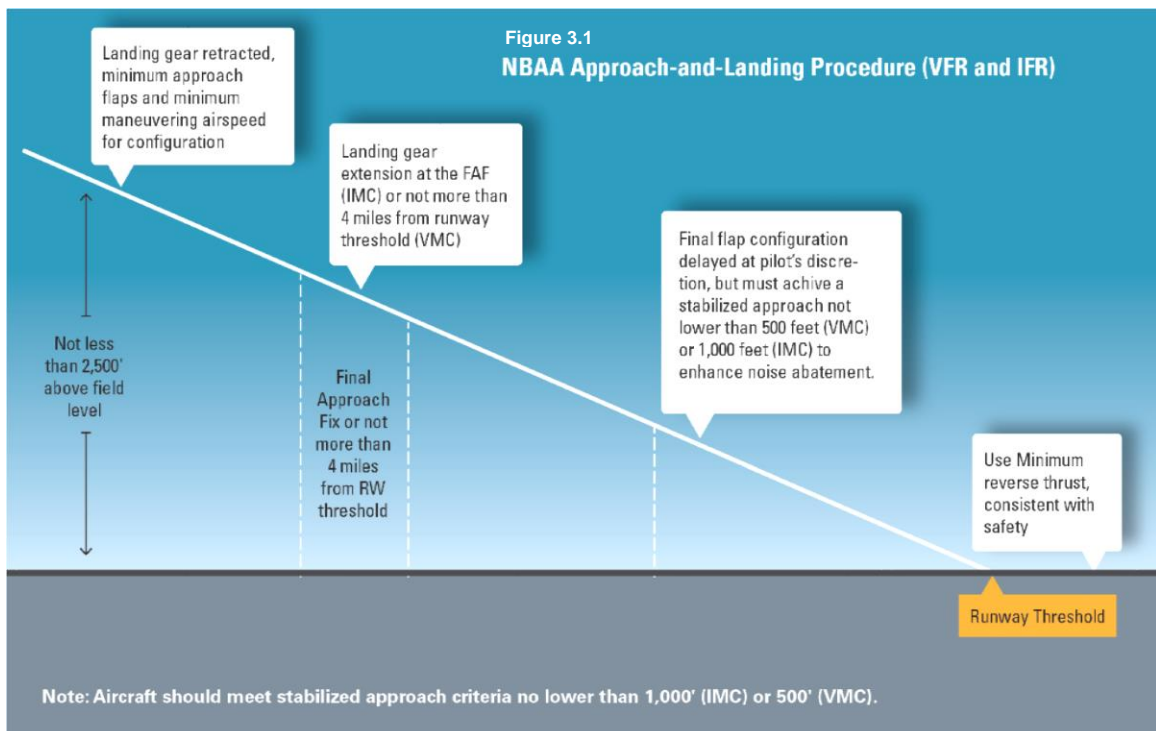 Figure 3.1
NBAA Approach-and-Landing Procedure (VFR and IFR)
Landing gear retracted,
minimum approach
flaps and minimum
maneuvering airspeed
for configuration
Landing gear
extension at the FAF
(IMC) or not more than
4 miles from runway
threshold (VMC)
Final flap configuration
delayed at pilot's discre-
tion, but must achive a
stabilized approach not
lower than 500 feet (VMC)
or 1,000 feet (IMC) to
enhance noise abatement.
Not less
than 2,500'
above field
level
Final
Approach
Fix or not
more than
4 miles
from RW
threshold
Use Minimum
reverse thrust,
consistent with
safety
Runway Threshold
Note: Aircraft should meet stabilized approach criteria no lower than 1,000' (IMC) or 500' (VMC).